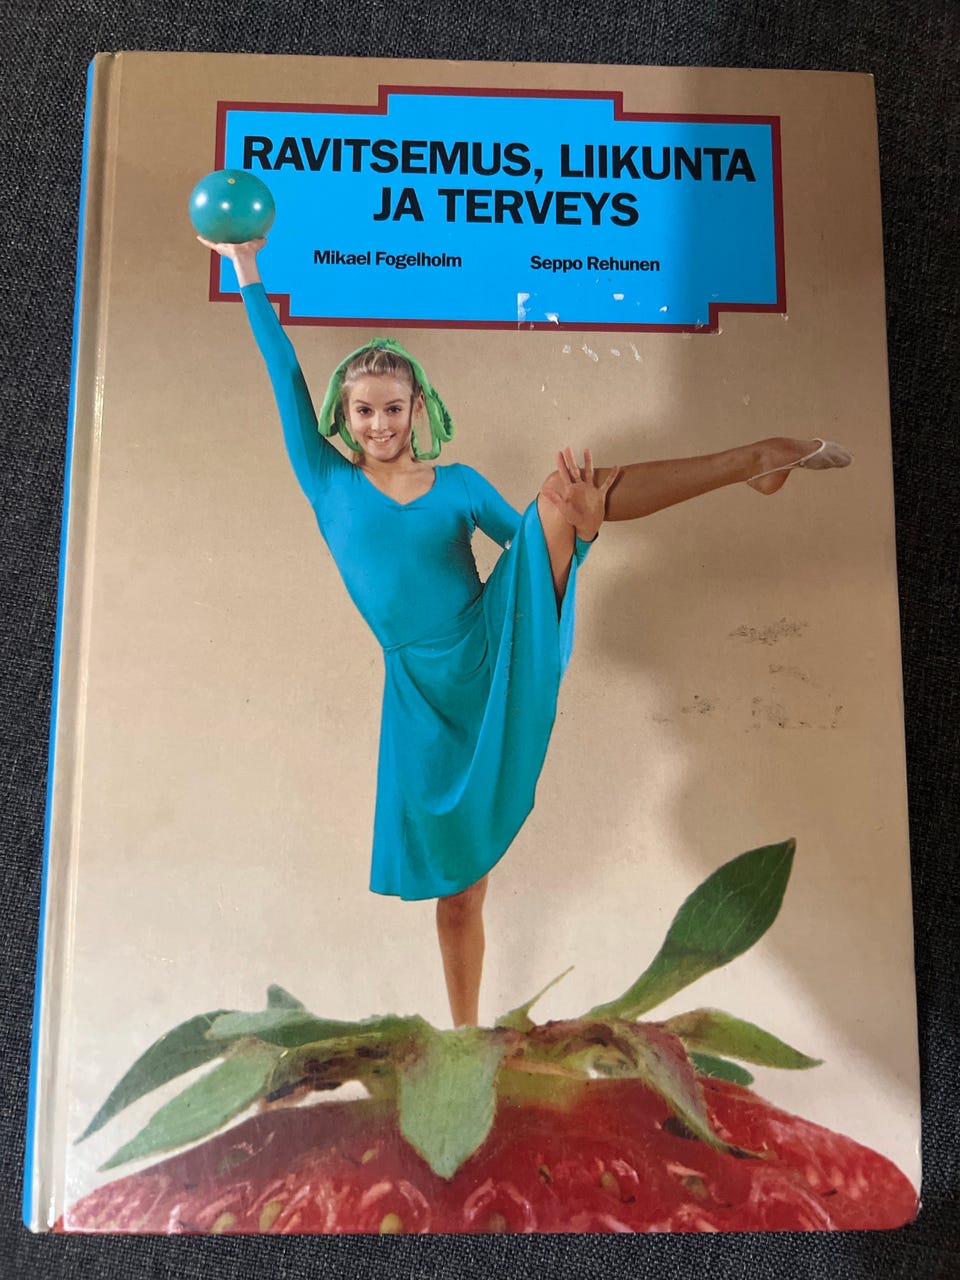 RAVITSEMUS, LIIKUNTA
JA TERVEYS
Mikael Fogelholm Seppo Rehunen